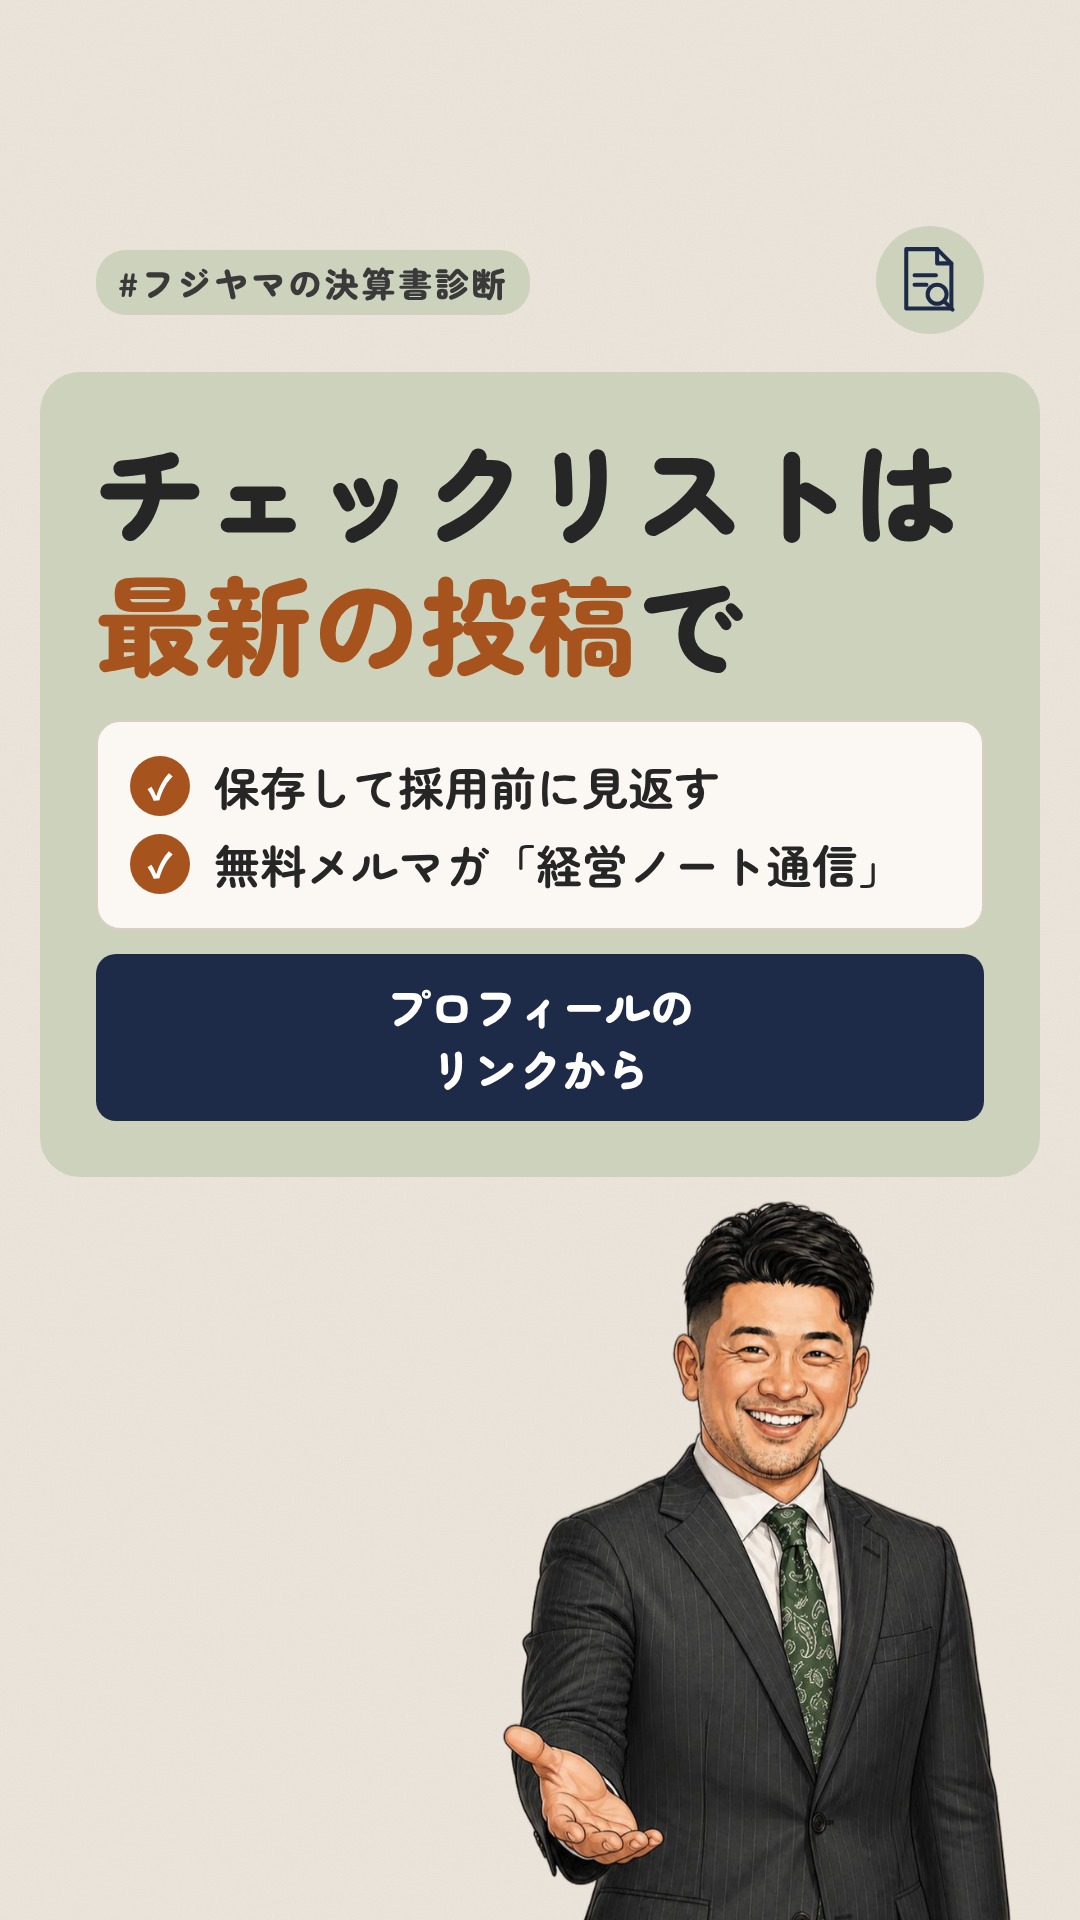 #フジヤマの決算書診断
チェックリストは
最新の投稿で
保存して採用前に見返す
無料メルマガ「経営ノート通信」
プロフィールの
リンクから